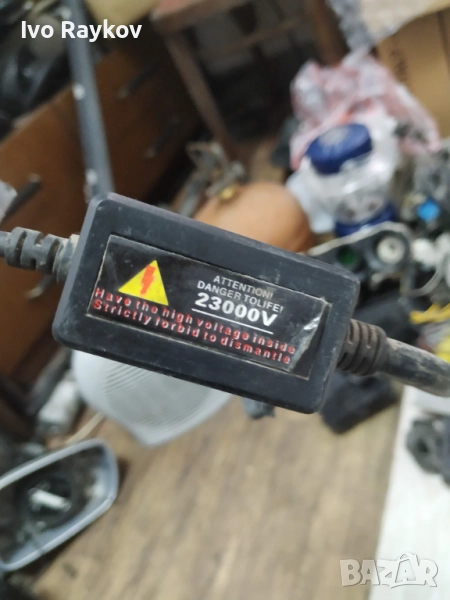 Ivo Raykov
ATTENTION!
DANGER TOLIFE!
23000V
Have the high voltage inside
Strictly forbid to dismantle
BAZAR